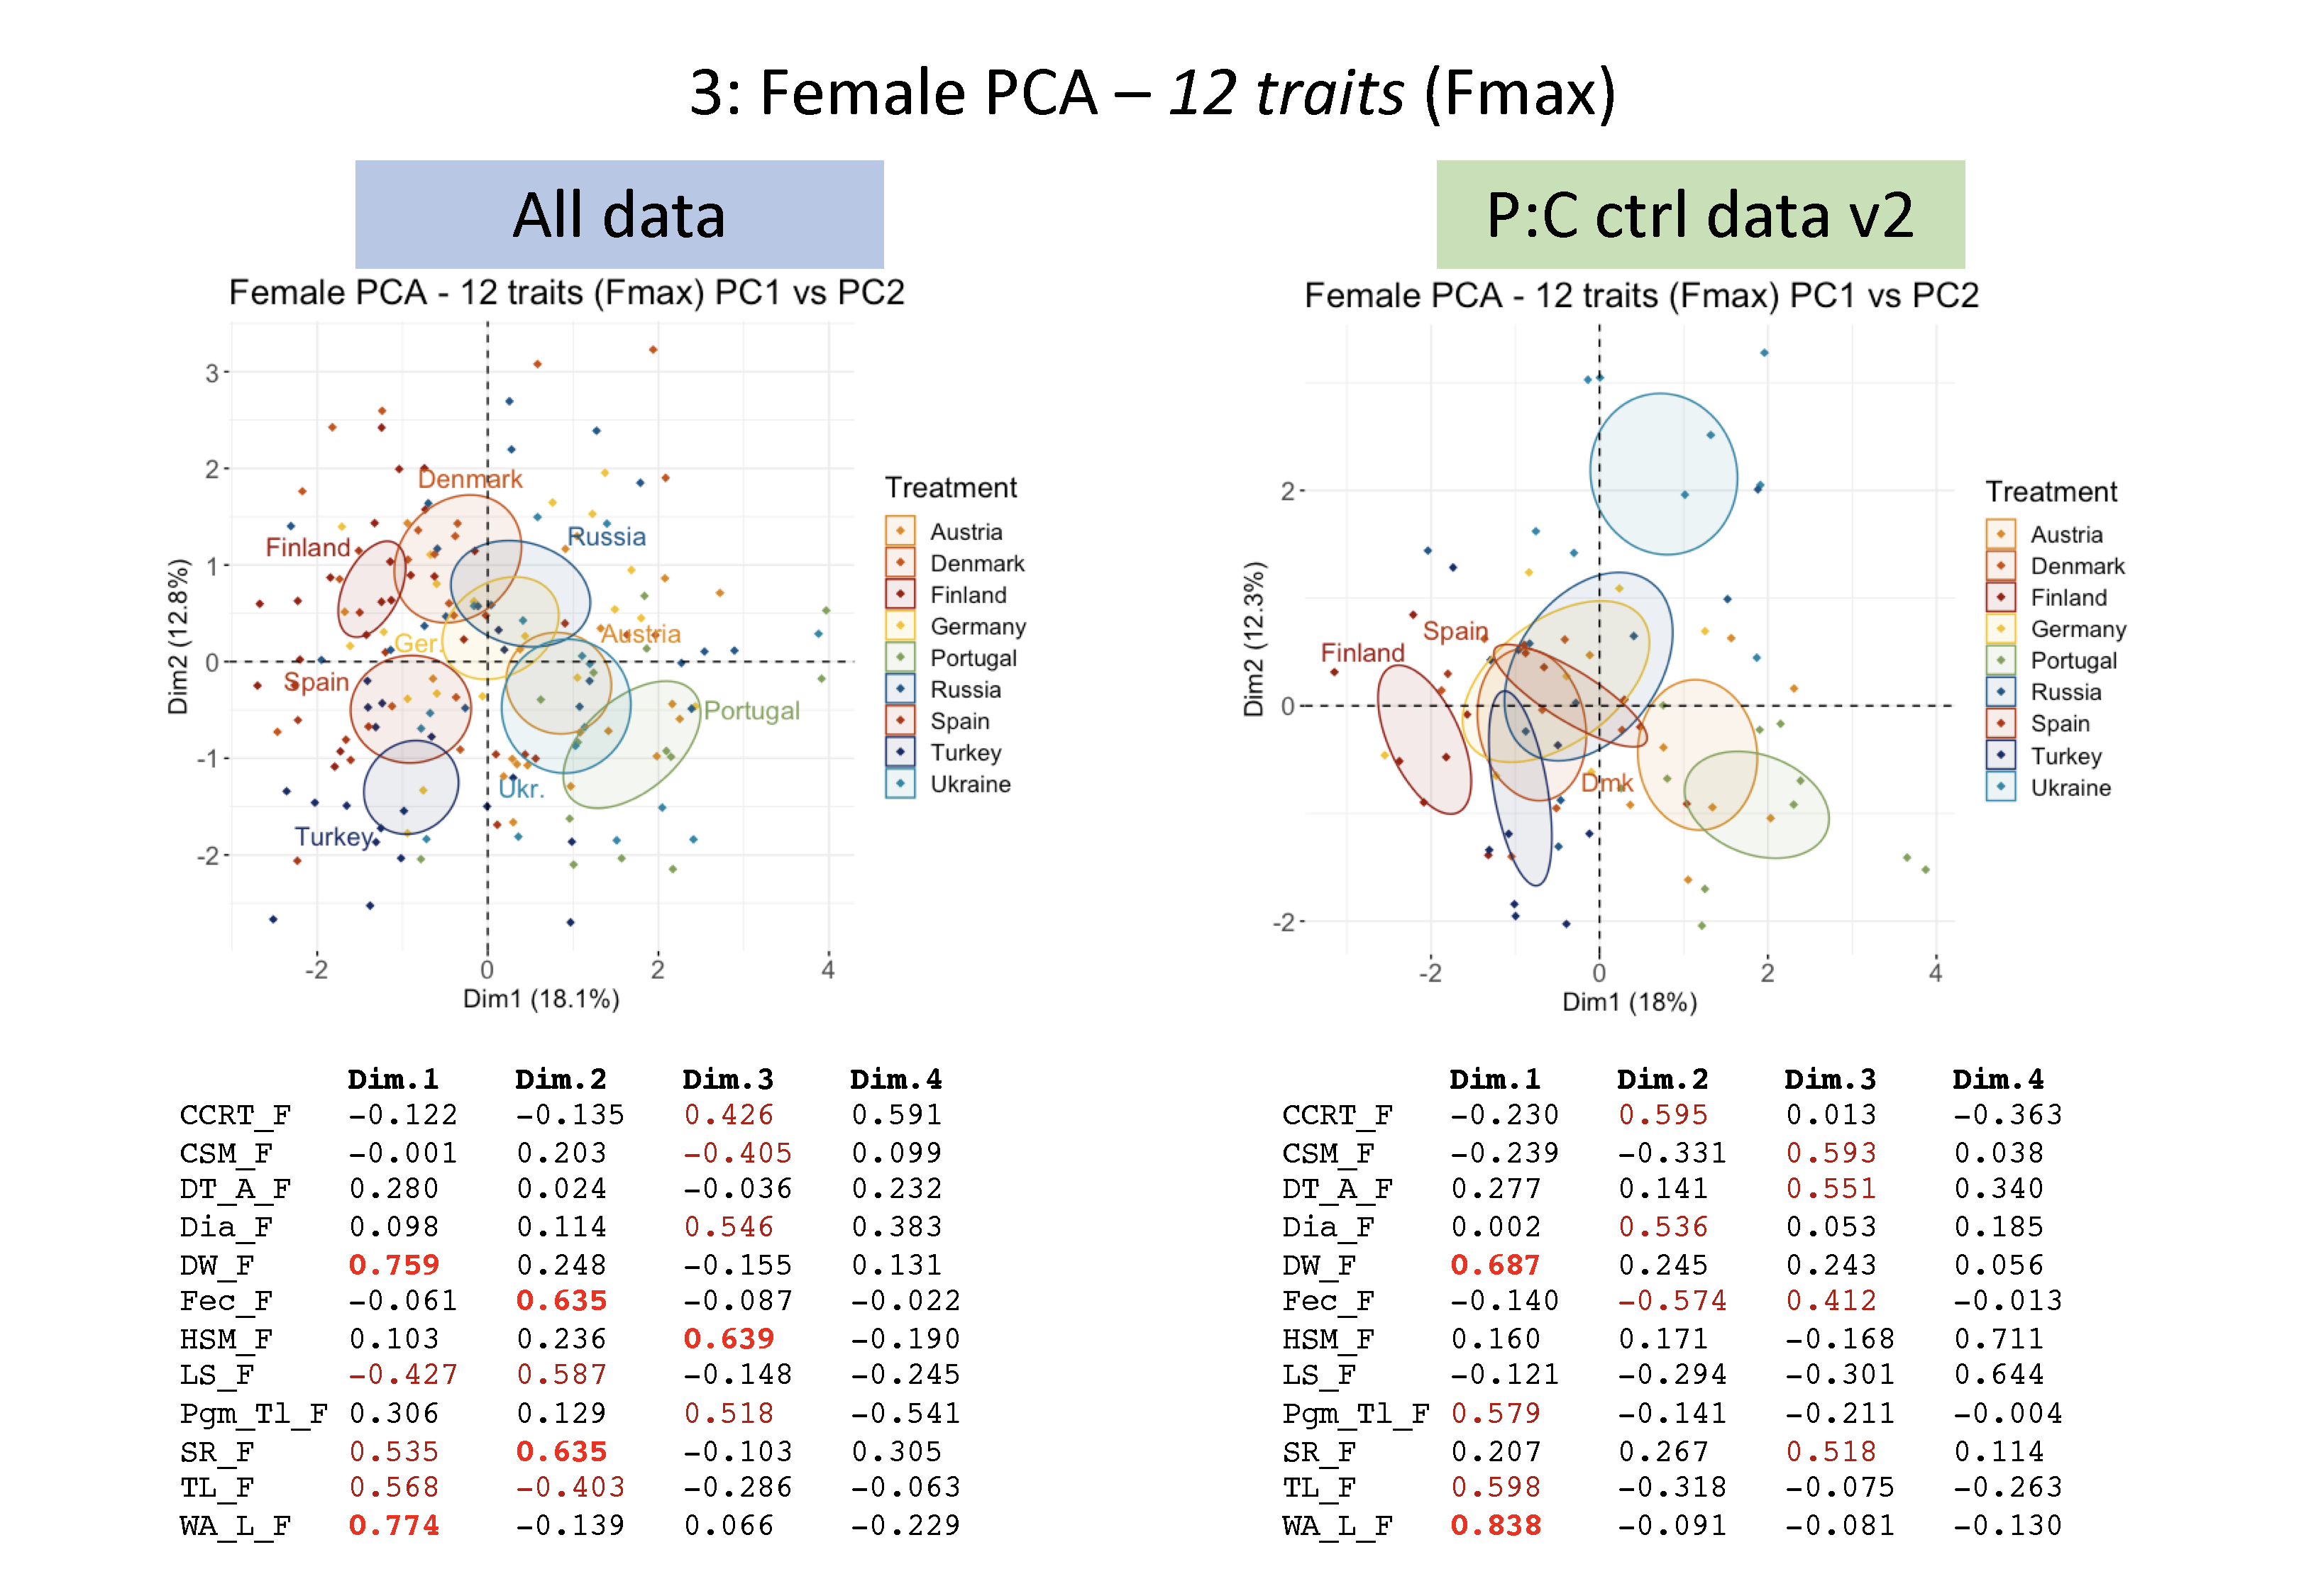 3: Female PCA – 12 traits (Fmax)
All data
Female PCA - 12 traits (Fmax) PC1 vs PC2
Dim2 (12.8%)
3
2
1
0
-1
-2
Denmark
Russia
Finland
Ger.
Austria
Spain
Portugal
Ukr.
Turkey
-2
0
2
4
Dim1 (18.1%)
Treatment
Austria
Denmark
Finland
Germany
Portugal
Russia
Spain
Turkey
Ukraine
Dim.1 Dim.2 Dim.3 Dim.4
CCRT_F -0.122 -0.135 0.426 0.591
CSM_F -0.001 0.203 -0.405 0.099
DT_A_F 0.280 0.024 -0.036 0.232
Dia_F 0.098 0.114 0.546 0.383
DW_F 0.759 0.248 -0.155 0.131
Fec_F -0.061 0.635 -0.087 -0.022
HSM_F 0.103 0.236 0.639 -0.190
LS_F -0.427 0.587 -0.148 -0.245
Pgm_Tl_F 0.306 0.129 0.518 -0.541
SR_F 0.535 0.635 -0.103 0.305
TL_F 0.568 -0.403 -0.286 -0.063
WA_L_F 0.774 -0.139 0.066 -0.229
P:C ctrl data v2
Female PCA - 12 traits (Fmax) PC1 vs PC2
Dim2 (12.3%)
2
0
-2
Spain
Finland
Dmk
-2
0
2
4
Dim1 (18%)
Treatment
Austria
Denmark
Finland
Germany
Portugal
Russia
Spain
Turkey
Ukraine
Dim.1 Dim.2 Dim.3 Dim.4
CCRT_F -0.230 0.595 0.013 -0.363
CSM_F -0.239 -0.331 0.593 0.038
DT_A_F 0.277 0.141 0.551 0.340
Dia_F 0.002 0.536 0.053 0.185
DW_F 0.687 0.245 0.243 0.056
Fec_F -0.140 -0.574 0.412 -0.013
HSM_F 0.160 0.171 -0.168 0.711
LS_F -0.121 -0.294 -0.301 0.644
Pgm_Tl_F 0.579 -0.141 -0.211 -0.004
SR_F 0.207 0.267 0.518 0.114
TL_F 0.598 -0.318 -0.075 -0.263
WA_L_F 0.838 -0.091 -0.081 -0.130